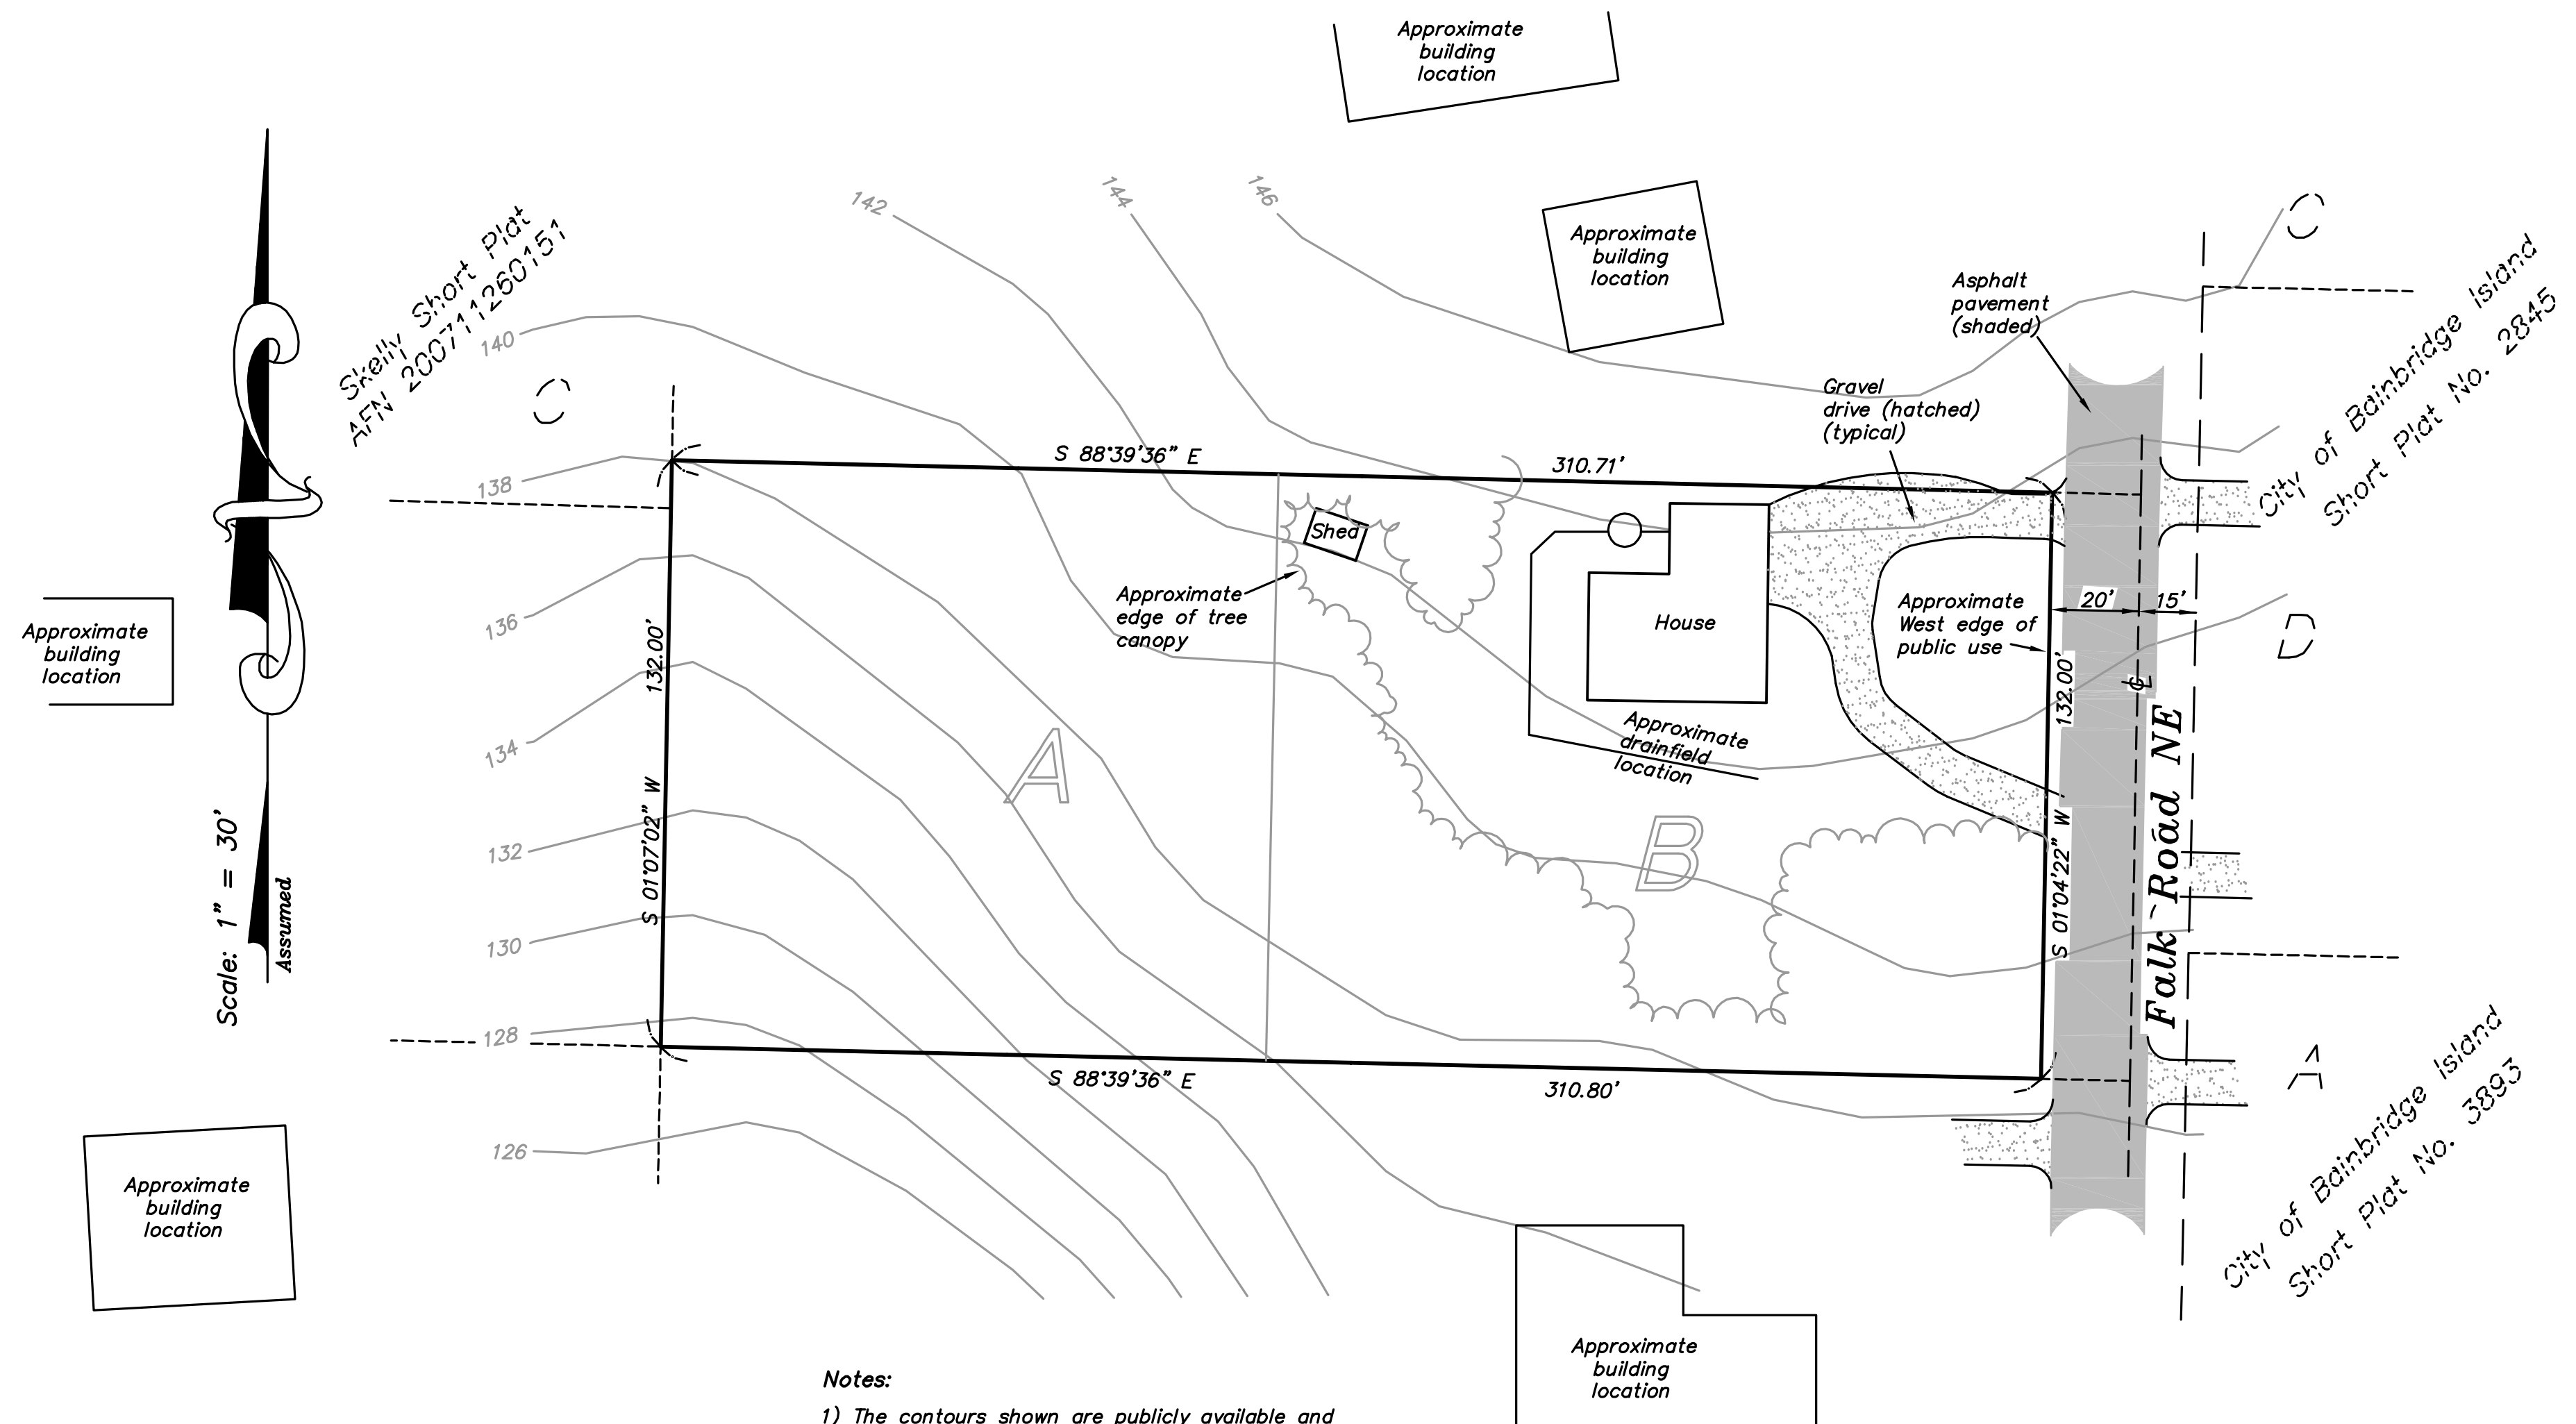 Approximate
building
location
146
144
142
Approximate
building
location
C
Skelly Short Plat
AFN 200711260151
Asphalt
pavement
(shaded)
City of Bainbridge Island
Short Plat No. 2845
140
C
Gravel
drive (hatched)
(typical)
138
S 88°39'36" E
310.71'
Shed
136
Approximate
edge of tree
canopy
House
Approximate
West edge of
public use
20'
15'
D
Approximate
building
location
132.00'
S 01°07'02" W
132.00'
S 01°04'22" W
134
Approximate
drainfield
location
A
B
Falk Road NE
132
130
128
126
Scale: 1" = 30'
Assumed
S 88°39'36" E
310.80'
A
City of Bainbridge Island
Short Plat No. 3893
Approximate
building
location
Approximate
building
location
Notes:
1) The contours shown are publicly available and